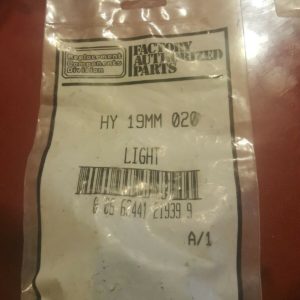 Replacement
Components
Division
FACTORY
AUTHORIZED
PARTS
HY 19MM 020
LIGHT
A/1